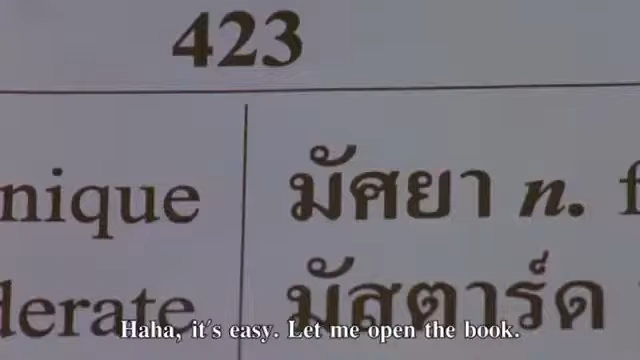 423
nique
มัศยา n. f
derate
มัสตาร์ด
Haha, it's easy. Let me open the book.